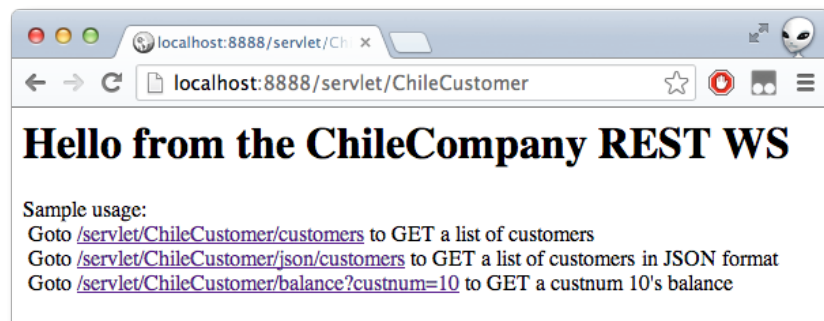 localhost:8888/servlet/Ch
localhost:8888/servlet/ChileCustomer
Hello from the ChileCompany REST WS
Sample usage:
Goto /servlet/ChileCustomer/customers to GET a list of customers
Goto /servlet/ChileCustomer/json/customers to GET a list of customers in JSON format
Goto /servlet/ChileCustomer/balance?custnum=10 to GET a custnum 10's balance